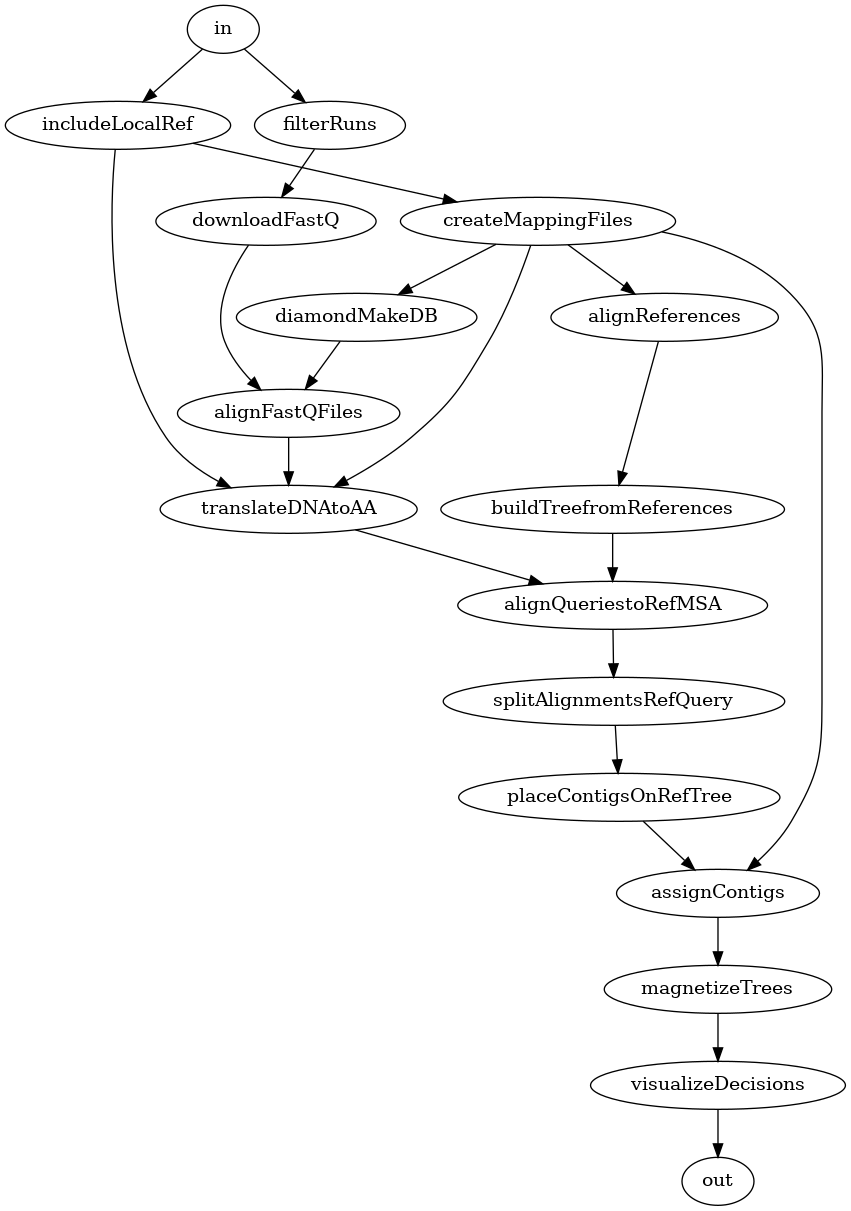 in
includeLocalRef
filterRuns
downloadFastQ
createMappingFiles
diamondMakeDB
alignReferences
alignFastQFiles
translateDNAtoAA
buildTreefromReferences
alignQueriestoRefMSA
splitAlignmentsRefQuery
placeContigsOnRefTree
assignContigs
magnetizeTrees
visualizeDecisions
out